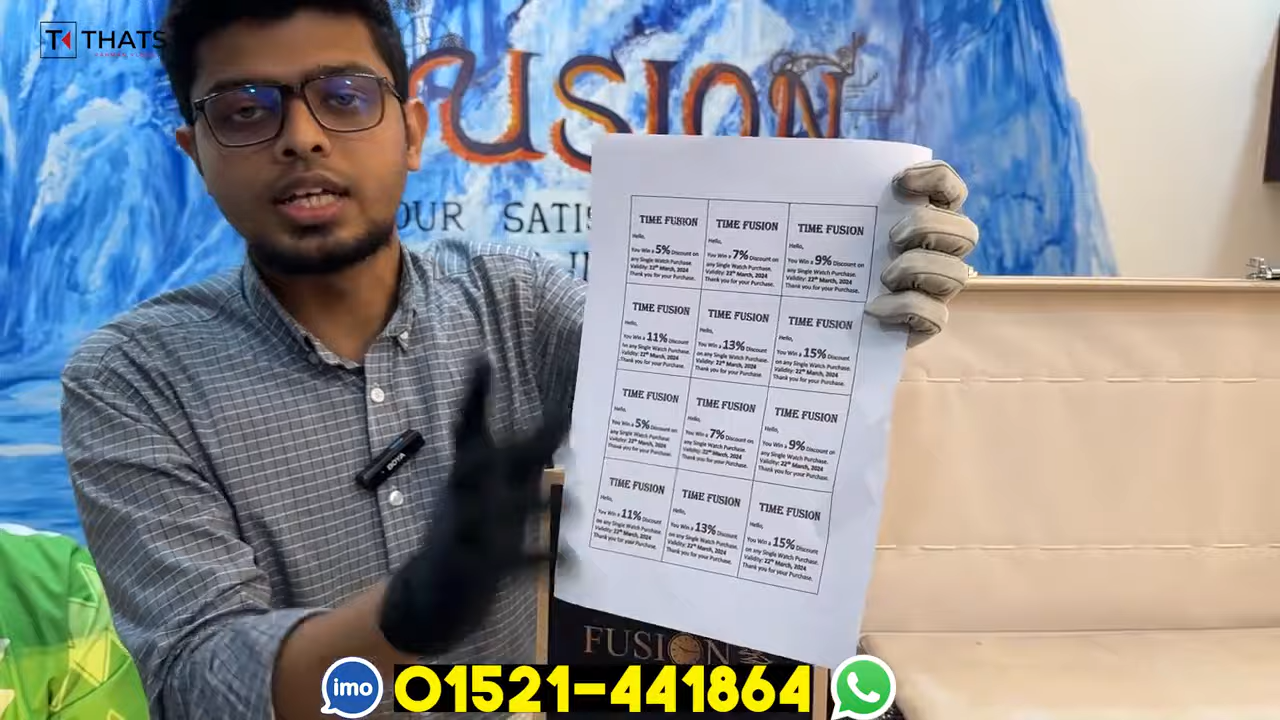 THATS
FUSION
OUR SATIS
TIME FUSION
Hello,
You Win a 5% Discount on
any Single Watch Purchase.
Validity: 22th March, 2024
Thank you for your Purchase.
TIME FUSION
Hello,
You Win a 7% Discount on
any Single Watch Purchase.
Validity: 22th March, 2024
Thank you for your Purchase.
TIME FUSION
Hello,
You Win a 9% Discount on
any Single Watch Purchase.
Validity: 22th March, 2024
Thank you for your Purchase.
TIME FUSION
Hello,
You Win a 11% Discount
on any Single Watch Purchase.
Validity: 22th March, 2024
Thank you for your Purchase.
TIME FUSION
Hello,
You Win a 13% Discount
on any Single Watch Purchase.
Validity: 22th March, 2024
Thank you for your Purchase.
TIME FUSION
Hello,
You Win a 15% Discount
on any Single Watch Purchase.
Validity: 22th March, 2024
Thank you for your Purchase.
TIME FUSION
Hello,
You Win a 5% Discount on
any Single Watch Purchase.
Validity: 22th March, 2024
Thank you for your Purchase.
TIME FUSION
Hello,
You Win a 7% Discount on
any Single Watch Purchase.
Validity: 22th March, 2024
Thank you for your Purchase.
TIME FUSION
Hello,
You Win a 9% Discount on
any Single Watch Purchase.
Validity: 22th March, 2024
Thank you for your Purchase.
TIME FUSION
Hello,
You Win a 11% Discount
on any Single Watch Purchase.
Validity: 22th March, 2024
Thank you for your Purchase.
TIME FUSION
Hello,
You Win a 13% Discount
on any Single Watch Purchase.
Validity: 22th March, 2024
Thank you for your Purchase.
TIME FUSION
Hello,
You Win a 15% Discount
on any Single Watch Purchase.
Validity: 22th March, 2024
Thank you for your Purchase.
BOYA
FUSION
imo 01521-441864